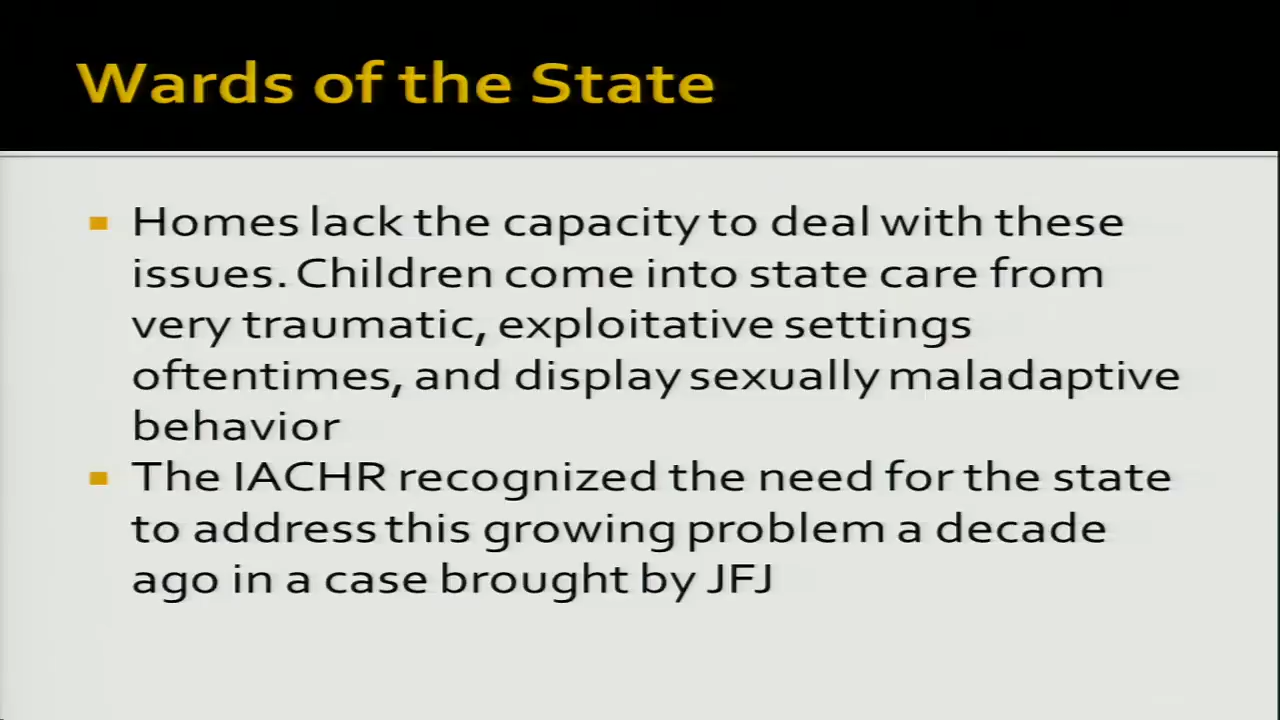 Wards of the State
Homes lack the capacity to deal with these
issues. Children come into state care from
very traumatic, exploitative settings
oftentimes, and display sexually maladaptive
behavior
The IACHR recognized the need for the state
to address this growing problem a decade
ago in a case brought by JFJ